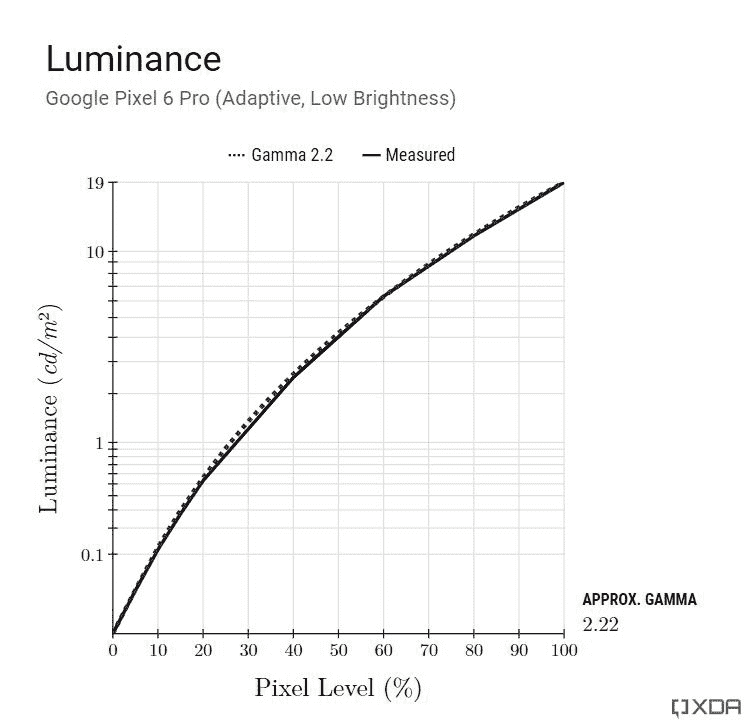 Luminance
Google Pixel 6 Pro (Adaptive, Low Brightness)
Gamma 2.2 Measured
19
10
1
0.1
Luminance (cd/m²)
0 10 20 30 40 50 60 70 80 90 100
Pixel Level (%)
APPROX. GAMMA
2.22
XDA